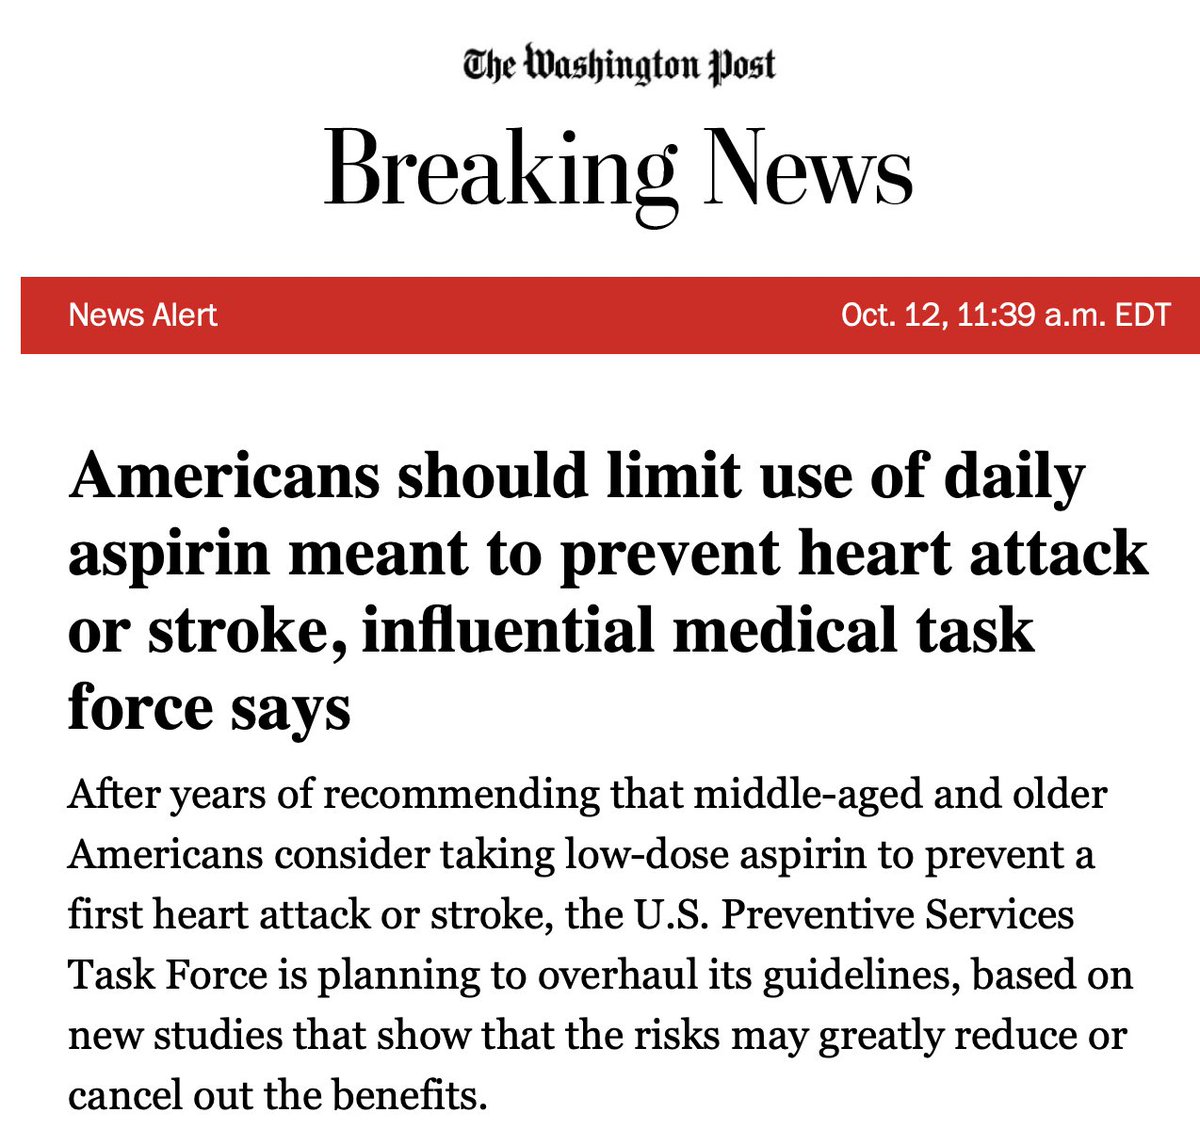 The Washington Post
Breaking News
News Alert Oct. 12, 11:39 a.m. EDT
Americans should limit use of daily
aspirin meant to prevent heart attack
or stroke, influential medical task
force says
After years of recommending that middle-aged and older
Americans consider taking low-dose aspirin to prevent a
first heart attack or stroke, the U.S. Preventive Services
Task Force is planning to overhaul its guidelines, based on
new studies that show that the risks may greatly reduce or
cancel out the benefits.